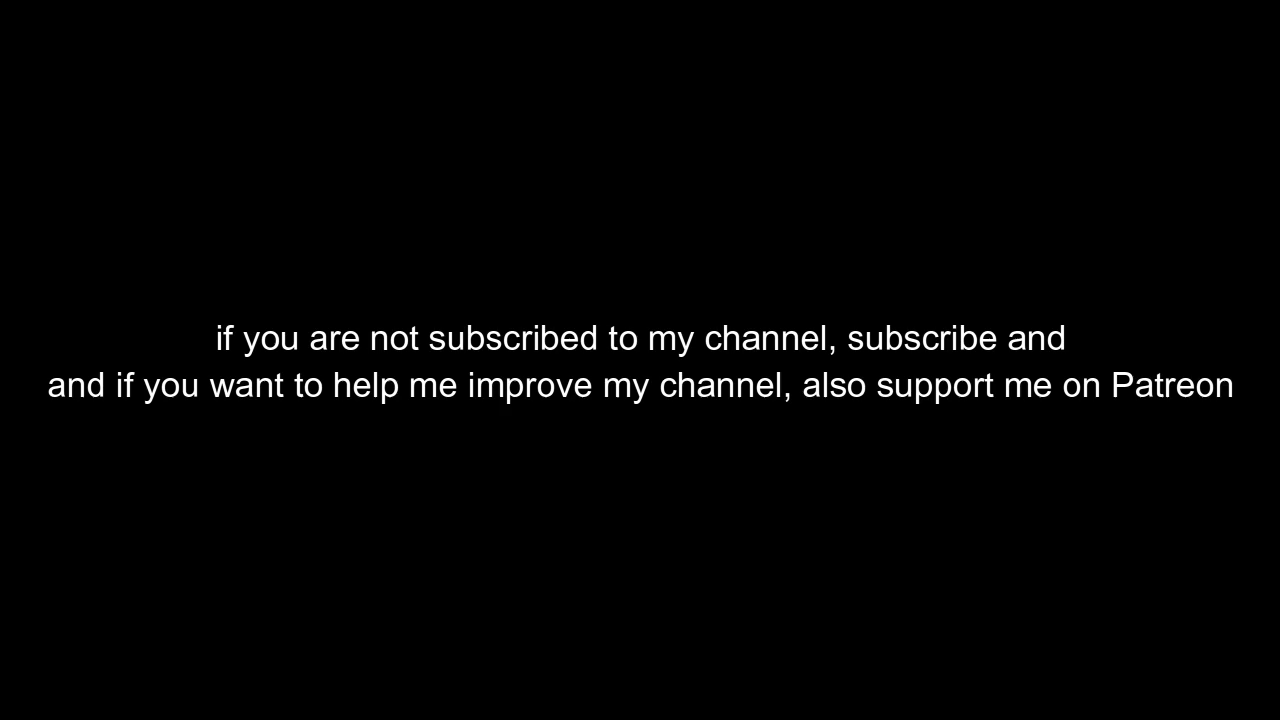 if you are not subscribed to my channel, subscribe and
and if you want to help me improve my channel, also support me on Patreon